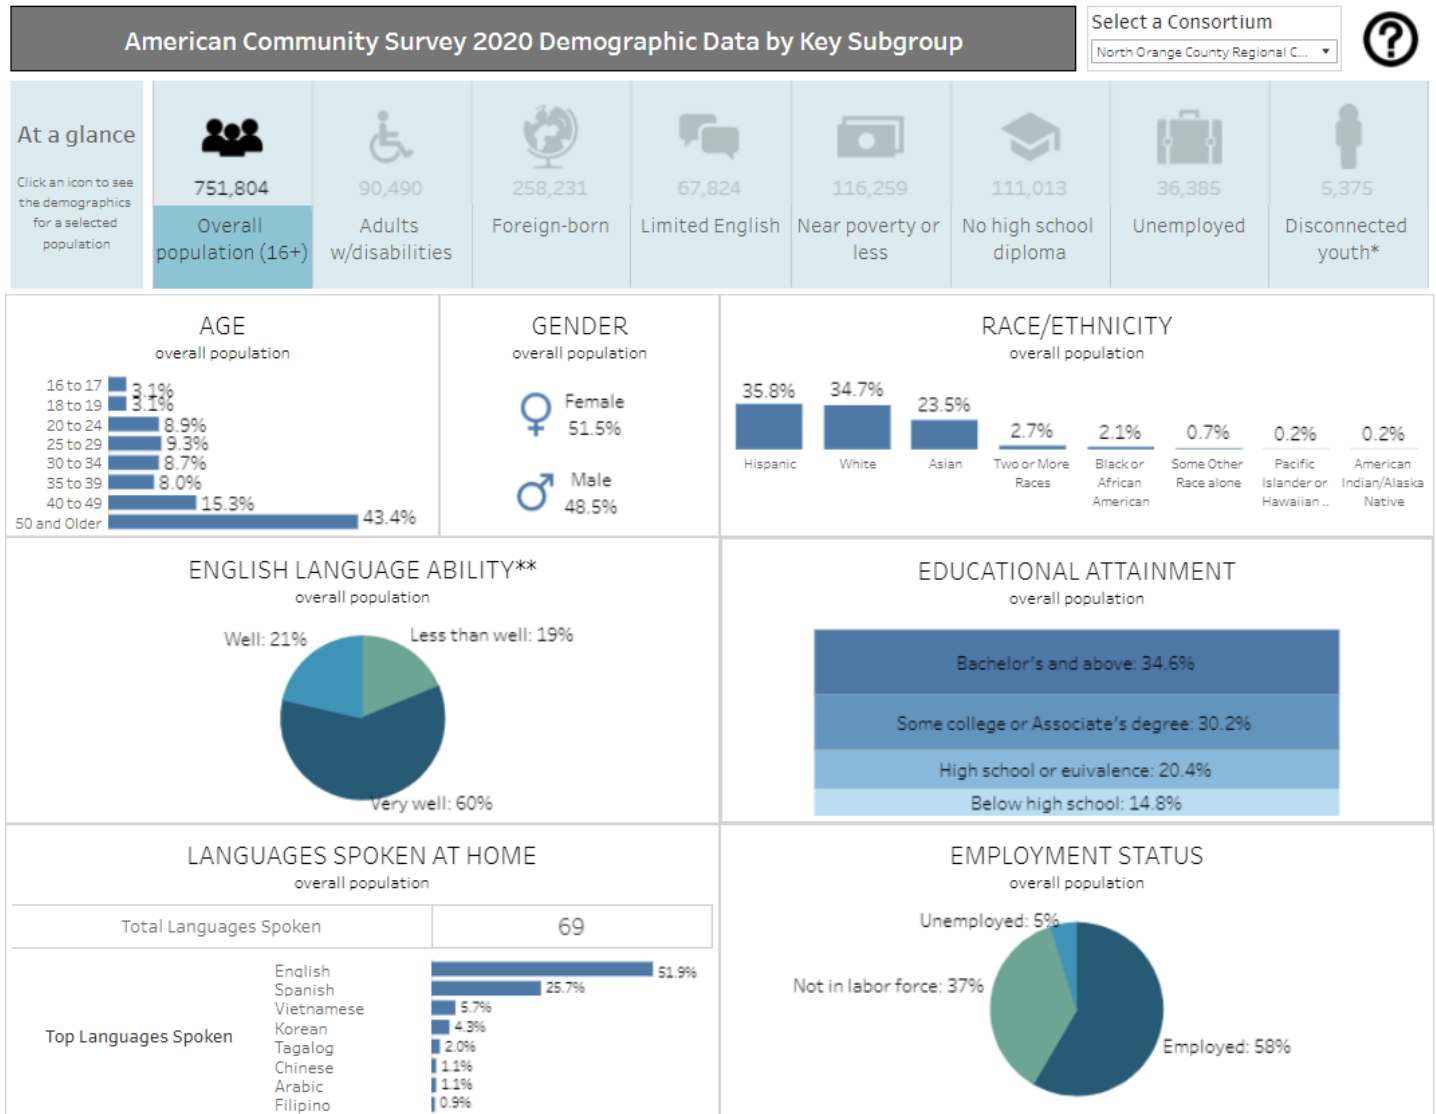 American Community Survey 2020 Demographic Data by Key Subgroup
Select a Consortium
North Orange County Regional C...
?
At a glance
Click an icon to see
the demographics
for a selected
population
751,804
Overall
population (16+)
90,490
Adults
w/disabilities
258,231
Foreign-born
67,824
Limited English
116,259
Near poverty or
less
111,013
No high school
diploma
36,385
Unemployed
5,375
Disconnected
youth*
AGE
overall population
16 to 17 3.1%
18 to 19 3.1%
20 to 24 8.9%
25 to 29 9.3%
30 to 34 8.7%
35 to 39 8.0%
40 to 49 15.3%
50 and Older 43.4%
GENDER
overall population
Female
51.5%
Male
48.5%
RACE/ETHNICITY
overall population
35.8% 34.7% 23.5% 2.7% 2.1% 0.7% 0.2% 0.2%
Hispanic
White
Asian
Two or More
Races
Black or
African
American
Some Other
Race alone
Pacific
Islander or
Hawaiian ..
American
Indian/Alaska
Native
ENGLISH LANGUAGE ABILITY**
overall population
Well: 21%
Less than well: 19%
Very well: 60%
EDUCATIONAL ATTAINMENT
overall population
Bachelor's and above: 34.6%
Some college or Associate's degree: 30.2%
High school or euivalence: 20.4%
Below high school: 14.8%
LANGUAGES SPOKEN AT HOME
overall population
Total Languages Spoken 69
Top Languages Spoken
English 51.9%
Spanish 25.7%
Vietnamese 5.7%
Korean 4.3%
Tagalog 2.0%
Chinese 1.1%
Arabic 1.1%
Filipino 0.9%
EMPLOYMENT STATUS
overall population
Unemployed: 5%
Not in labor force: 37%
Employed: 58%